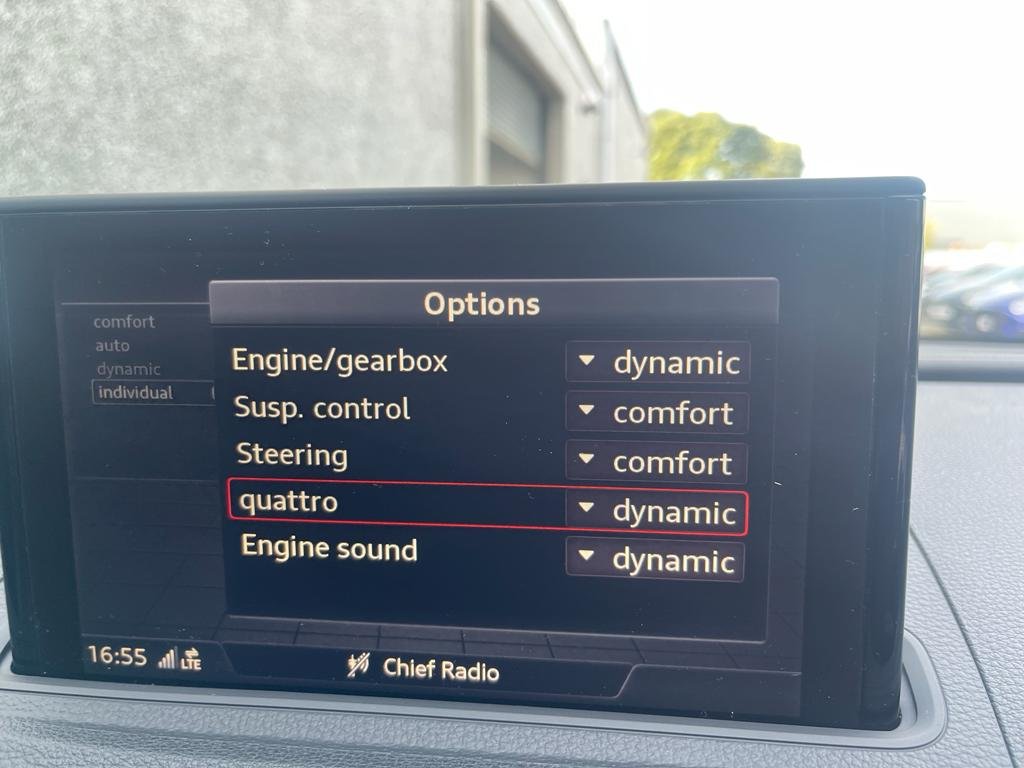 Options
comfort
auto
dynamic
individual
Engine/gearbox dynamic
Susp. control comfort
Steering comfort
quattro dynamic
Engine sound dynamic
16:55 LTE Chief Radio